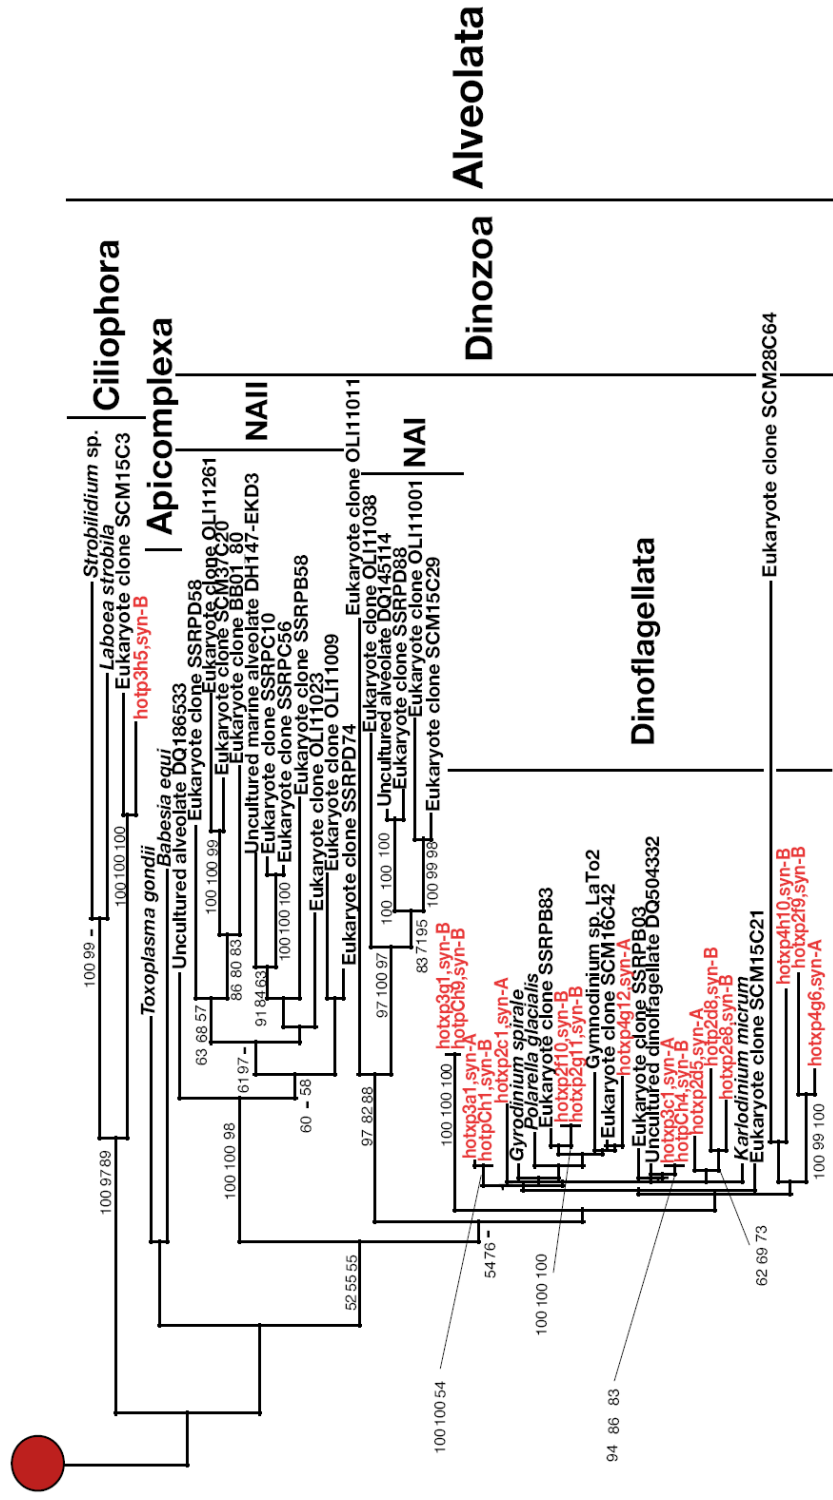 Alveolata
Ciliophora
Dinozoa
Apicomplexa
NAII
NAI
Dinoflagellata
Strobilidium sp.
100 99 -
Laboea strobila
Eukaryote clone SCM15C3
100 100 100
hotp3h5,syn-B
100 97 89
Toxoplasma gondii
Babesia equi
Uncultured alveolate DQ186533
Eukaryote clone SSRPD58
63 68 57
Eukaryote clone OLI11261
100 100 99
Eukaryote clone SCM37C20
Eukaryote clone BB01_80
86 80 83
Uncultured marine alveolate DH147-EKD3
91 84 63
Eukaryote clone SSRPC10
100 100 100
Eukaryote clone SSRPC56
Eukaryote clone SSRPB58
61 97 -
Eukaryote clone OLI11023
Eukaryote clone OLI11009
60 - 58
Eukaryote clone SSRPD74
100 100 98
52 55 55
Eukaryote clone OLI11011
97 82 88
Eukaryote clone OLI11038
97 100 97
Uncultured alveolate DQ145114
100 100 100
Eukaryote clone SSRPD88
Eukaryote clone OLI11001
100 99 98
Eukaryote clone SCM15C29
83 71 95
54 76 -
hotxp3g1,syn-B
hotpCh9,syn-B
100 100 100
hotxp3a1,syn-A
hotpCh1,syn-B
100 100 54
hotxp2c1,syn-A
Gyrodinium spirale
Polarella glacialis
Eukaryote clone SSRPB83
hotxp2f10,syn-B
hotxp2g11,syn-B
100 100 100
Gymnodinium sp. LaTo2
Eukaryote clone SCM16C42
hotxp4g12,syn-A
Eukaryote clone SSRPB03
Uncultured dinolfagellate DQ504332
hotxp3c1,syn-A
hotpCh4,syn-B
94 86 83
hotxp2d5,syn-A
hotp2d8,syn-B
hotxp2e8,syn-B
62 69 73
Karlodinium micrum
Eukaryote clone SCM15C21
Eukaryote clone SCM28C64
hotxp4h10,syn-B
hotxp2f9,syn-B
hotxp4g6,syn-A
100 99 100